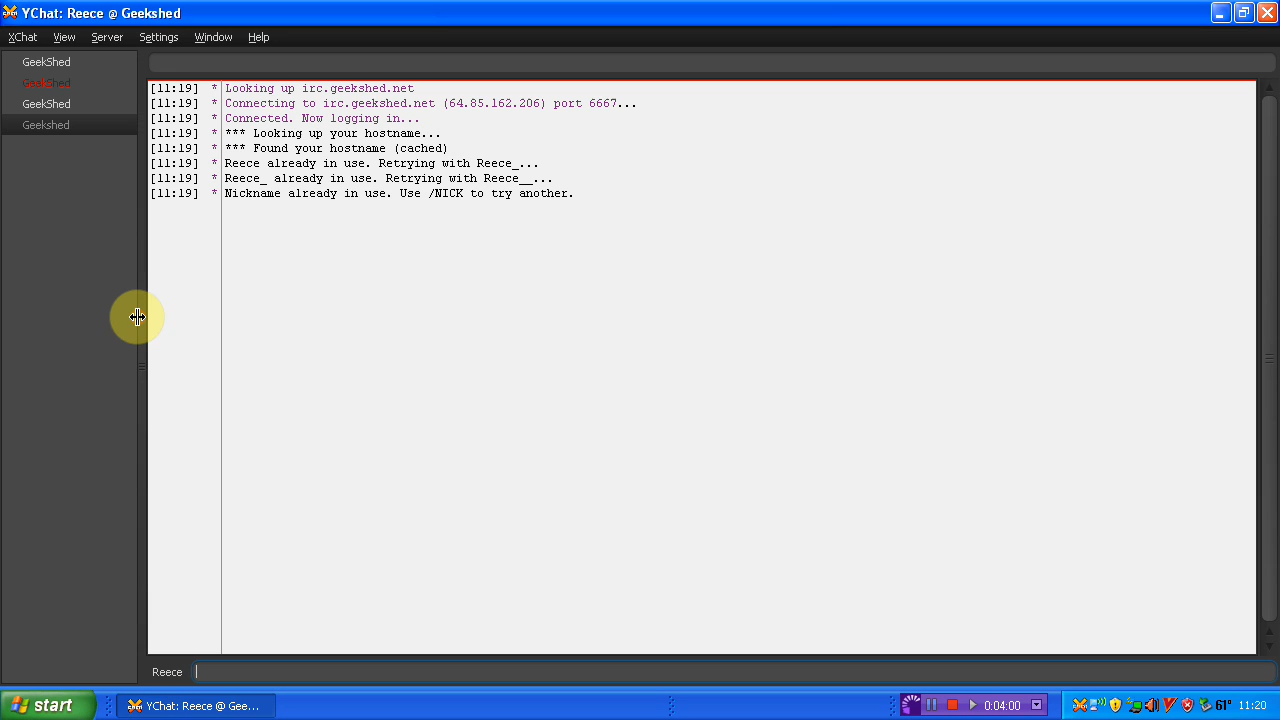 YChat: Reece @ Geekshed
XChat View Server Settings Window Help
GeekShed
GeekShed
GeekShed
Geekshed
[11:19] * Looking up irc.geekshed.net
[11:19] * Connecting to irc.geekshed.net (64.85.162.206) port 6667...
[11:19] * Connected. Now logging in...
[11:19] * *** Looking up your hostname...
[11:19] * *** Found your hostname (cached)
[11:19] * Reece already in use. Retrying with Reece_...
[11:19] * Reece_ already in use. Retrying with Reece__...
[11:19] * Nickname already in use. Use /NICK to try another.
Reece
start YChat: Reece @ Gee... 0:04:00 61° 11:20